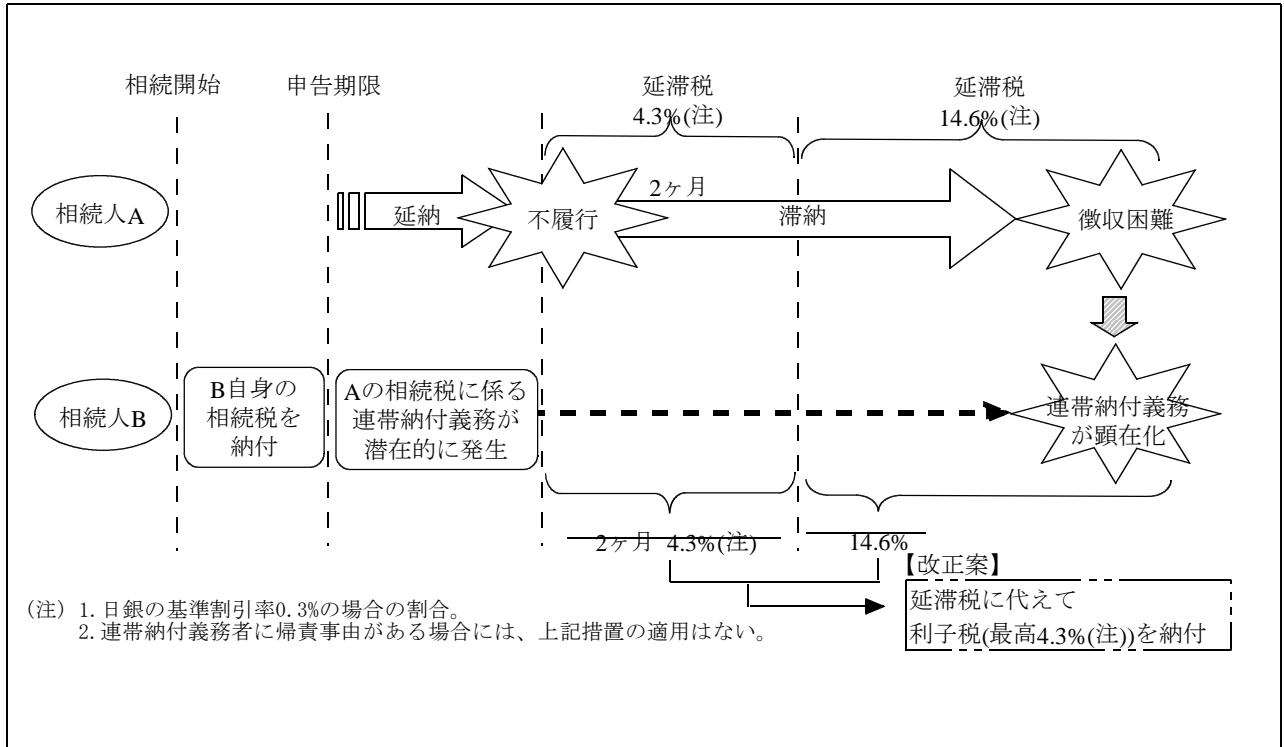 相続開始
申告期限
延滞税
4.3%(注)
延滞税
14.6%(注)
相続人A
延納
不履行
2ヶ月
滞納
徴収困難
相続人B
B自身の
相続税を
納付
Aの相続税に係る
連帯納付義務が
潜在的に発生
連帯納付義務
が顕在化
2ヶ月 4.3%(注)
14.6%
【改正案】
延滞税に代えて
利子税(最高4.3%(注))を納付
(注) 1.日銀の基準割引率0.3%の場合の割合。
2.連帯納付義務者に帰責事由がある場合には、上記措置の適用はない。